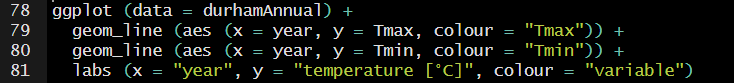 78 ggplot (data = durhamAnnual) +
79 geom_line (aes (x = year, y = Tmax, colour = "Tmax")) +
80 geom_line (aes (x = year, y = Tmin, colour = "Tmin")) +
81 labs (x = "year", y = "temperature [°C]", colour = "variable")